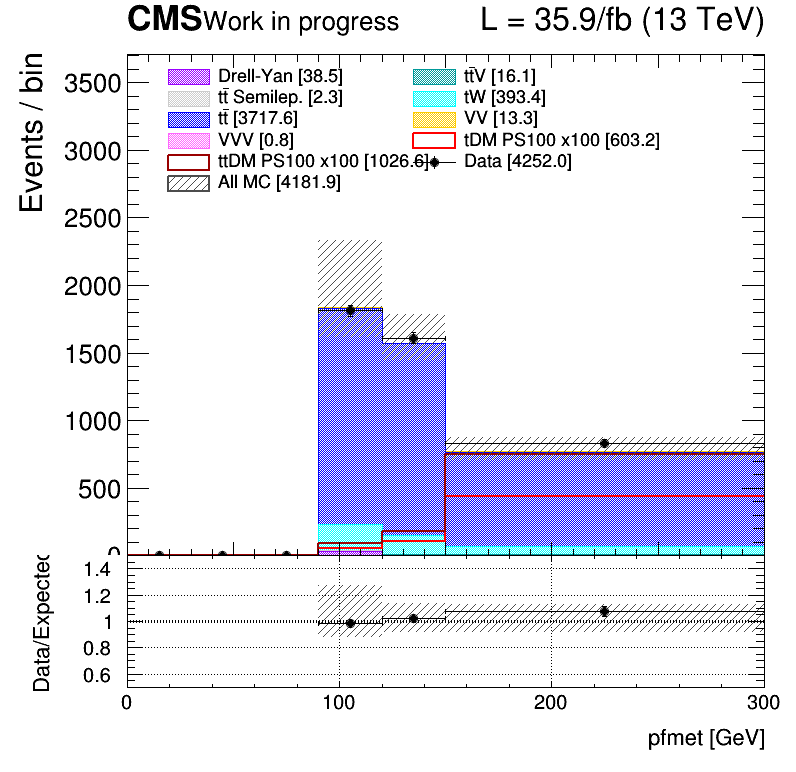 CMS Work in progress L = 35.9/fb (13 TeV)
Events / bin
3500
3000
2500
2000
1500
1000
500
0
Drell-Yan [38.5]
tt̄ Semilep. [2.3]
tt̄ [3717.6]
VVV [0.8]
ttDM PS100 x100 [1026.6]
All MC [4181.9]
tt̄V [16.1]
tW [393.4]
VV [13.3]
tDM PS100 x100 [603.2]
Data [4252.0]
Data/Expected
1.4
1.2
1
0.8
0.6
0 100 200 300
pfmet [GeV]